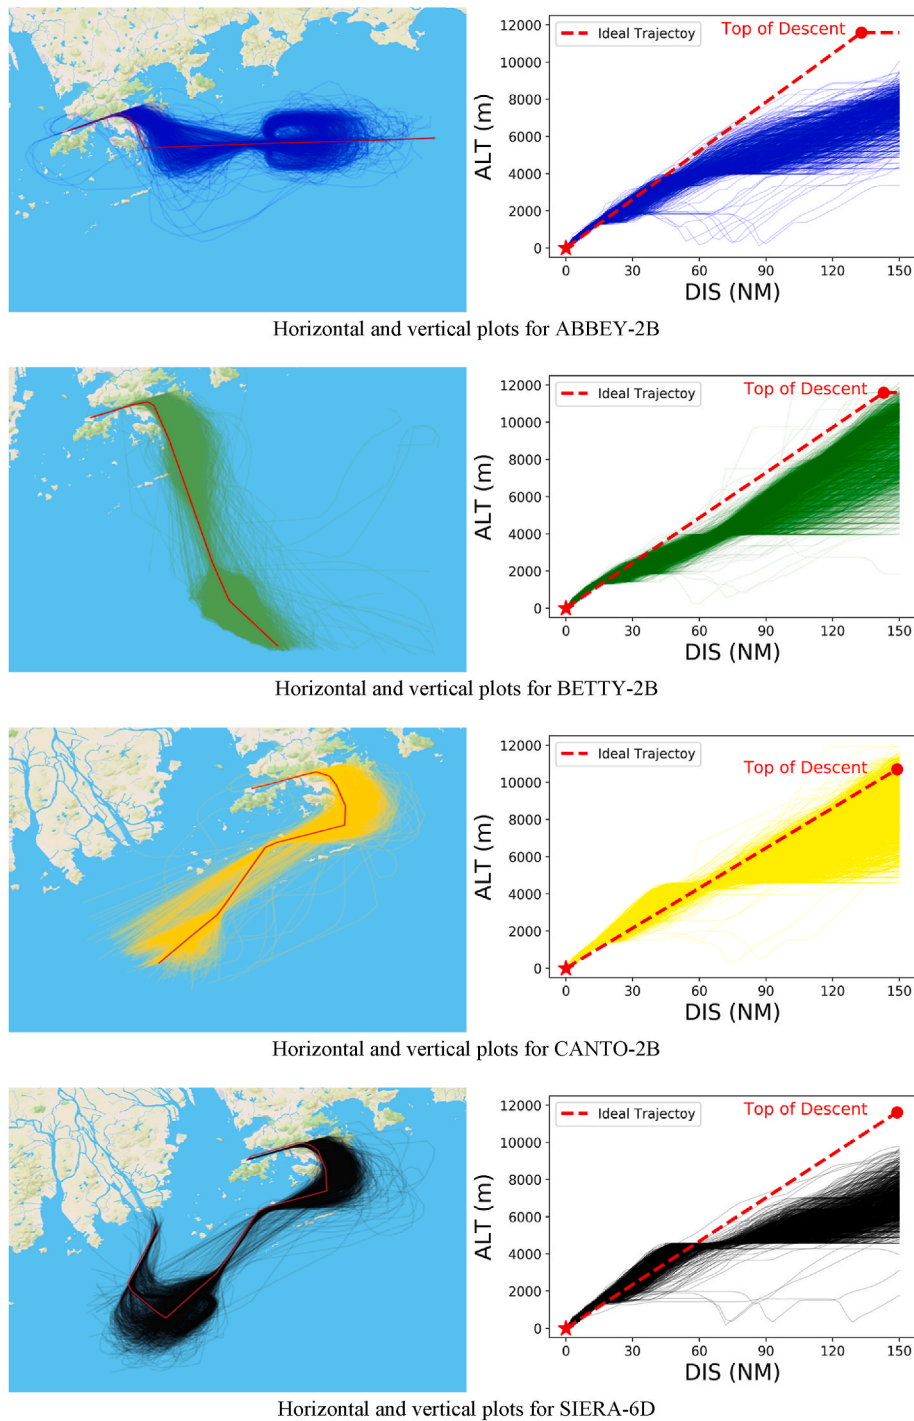 12000
10000
8000
6000
4000
2000
0
ALT (m)
Ideal Trajectoy
Top of Descent
0 30 60 90 120 150
DIS (NM)
Horizontal and vertical plots for ABBEY-2B
12000
10000
8000
6000
4000
2000
0
ALT (m)
Ideal Trajectoy
Top of Descent
0 30 60 90 120 150
DIS (NM)
Horizontal and vertical plots for BETTY-2B
12000
10000
8000
6000
4000
2000
0
ALT (m)
Ideal Trajectoy
Top of Descent
0 30 60 90 120 150
DIS (NM)
Horizontal and vertical plots for CANTO-2B
12000
10000
8000
6000
4000
2000
0
ALT (m)
Ideal Trajectoy
Top of Descent
0 30 60 90 120 150
DIS (NM)
Horizontal and vertical plots for SIERA-6D